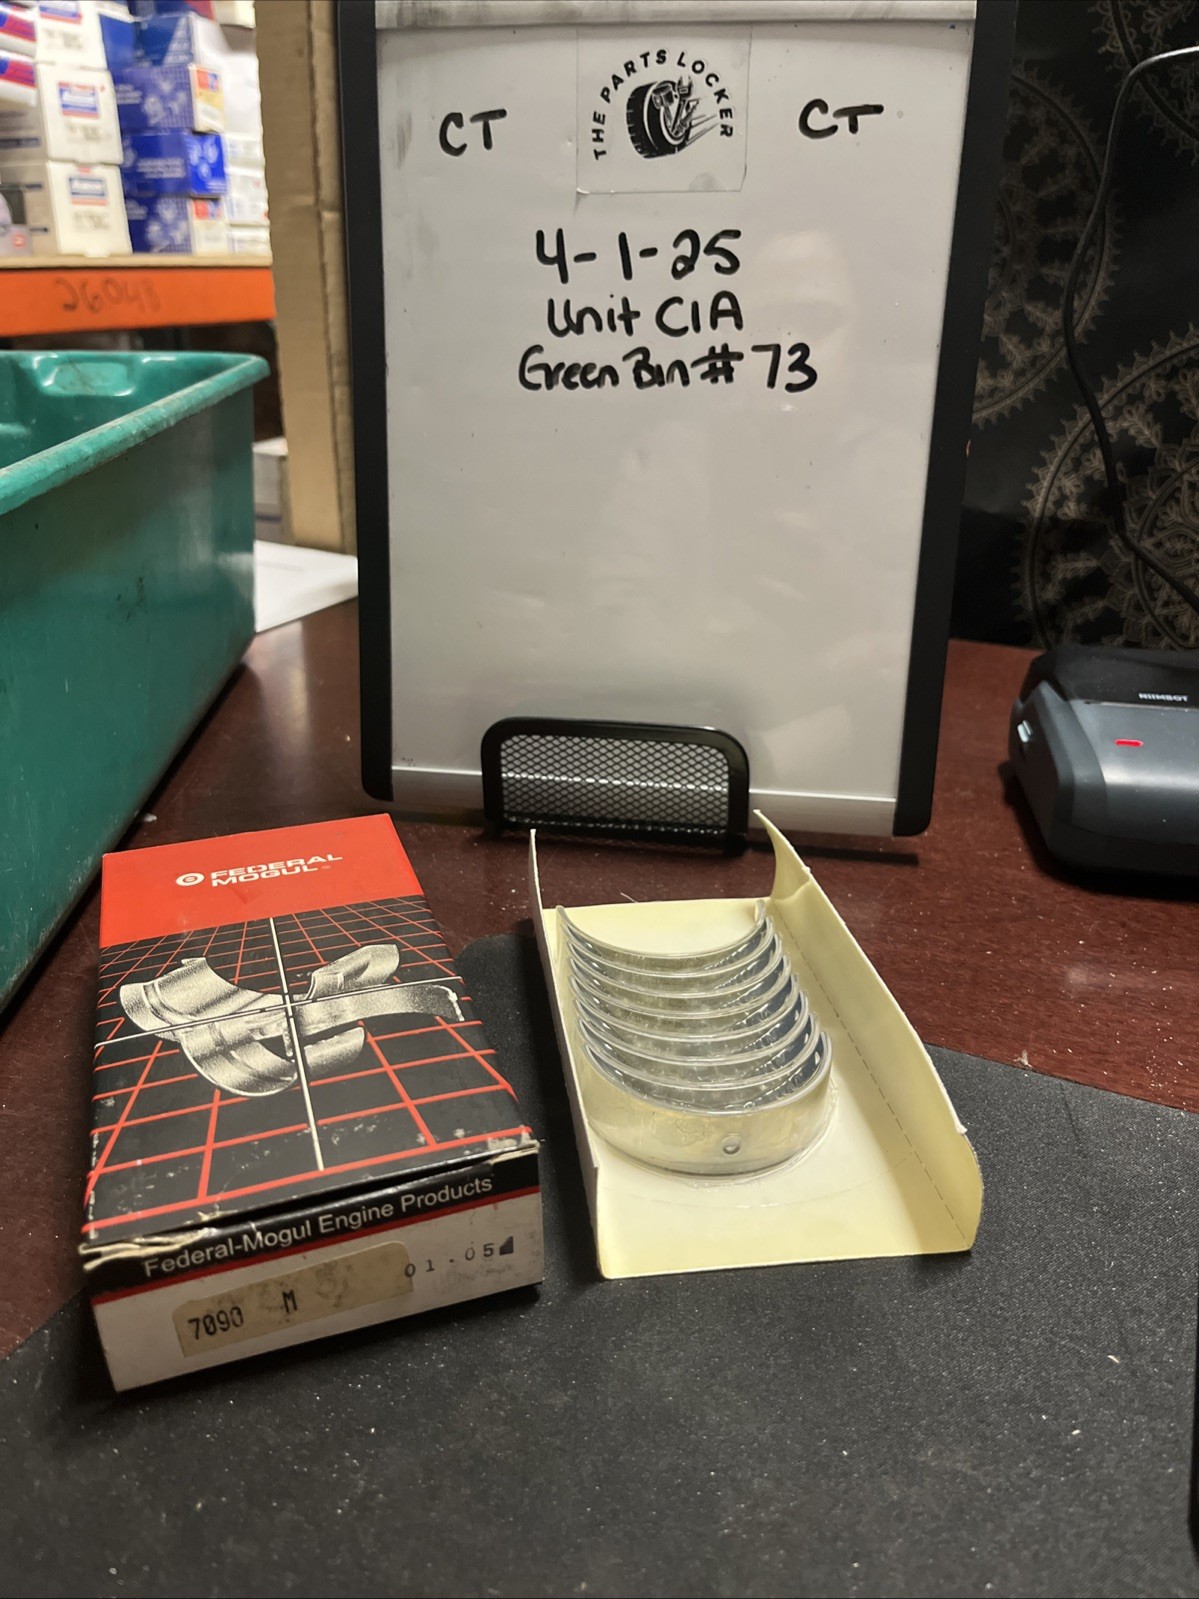 THE PARTS LOCKER
CT
CT
4-1-25
Unit C1A
Green Bin # 73
26048
NIIMBOT
FEDERAL
MOGUL
Federal-Mogul Engine Products
7090 M
01.05